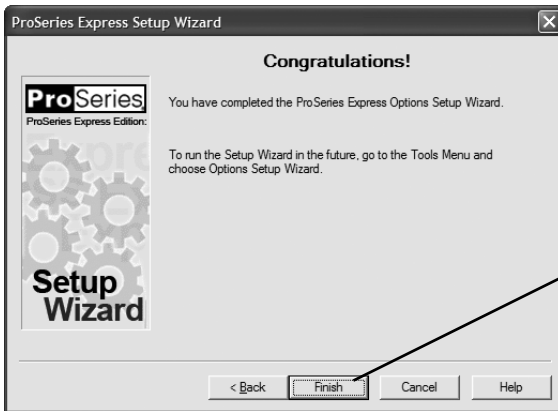 ProSeries Express Setup Wizard
Congratulations!
ProSeries
ProSeries Express Edition:
You have completed the ProSeries Express Options Setup Wizard.
To run the Setup Wizard in the future, go to the Tools Menu and
choose Options Setup Wizard.
Setup
Wizard
< Back
Finish
Cancel
Help